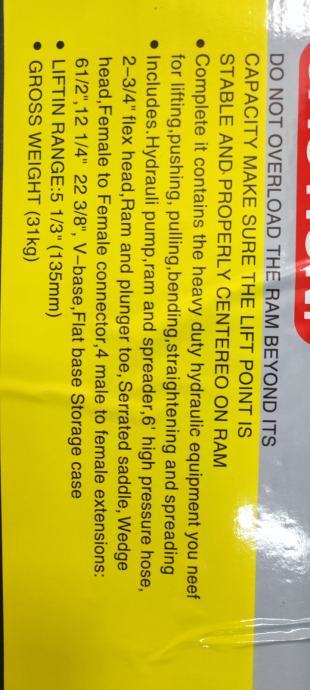 DO NOT OVERLOAD THE RAM BEYOND ITS
CAPACITY MAKE SURE THE LIFT POINT IS
STABLE AND PROPERLY CENTEREO ON RAM
• Complete it contains the heavy duty hydraulic equipment you neef
for lifting,pushing, pulling,bending,straightening and spreading
• Includes.Hydrauli pump,ram and spreader,6' high pressure hose,
2-3/4" flex head,Ram and plunger toe, Serrated saddle, Wedge
head,Female to Female connector,4 male to female extensions:
61/2",12 1/4" 22 3/8", V-base,Flat base Storage case
• LIFTIN RANGE:5 1/3" (135mm)
• GROSS WEIGHT (31kg)